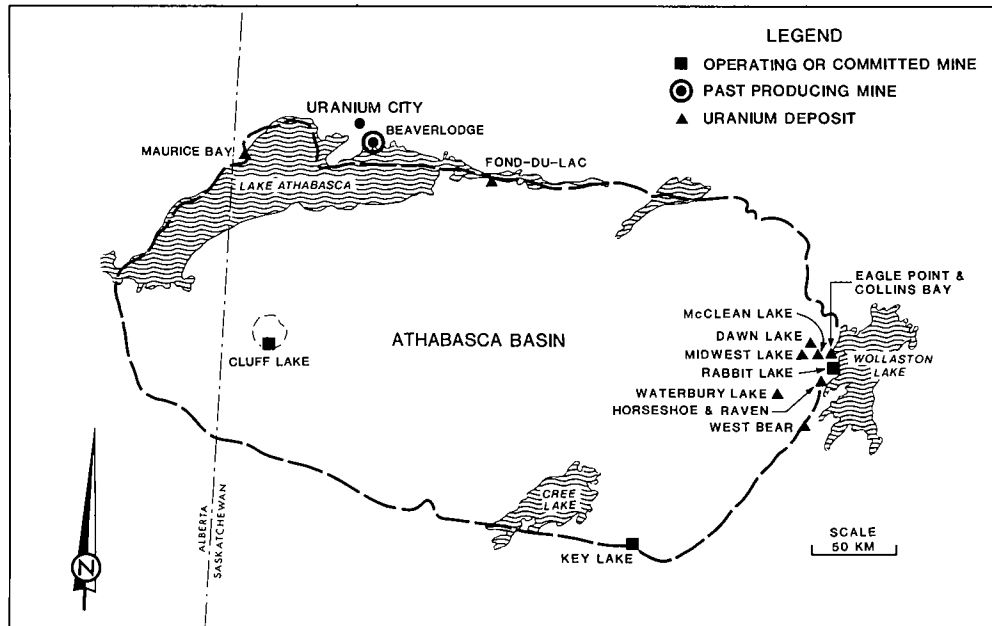 LEGEND
OPERATING OR COMMITTED MINE
PAST PRODUCING MINE
URANIUM DEPOSIT
URANIUM CITY
BEAVERLODGE
MAURICE BAY
FOND-DU-LAC
LAKE ATHABASCA
EAGLE POINT &
COLLINS BAY
McCLEAN LAKE
DAWN LAKE
MIDWEST LAKE
WOLLASTON
LAKE
RABBIT LAKE
WATERBURY LAKE
HORSESHOE & RAVEN
WEST BEAR
ATHABASCA BASIN
CLUFF LAKE
CREE
LAKE
KEY LAKE
ALBERTA
SASKATCHEWAN
SCALE
50 KM
N